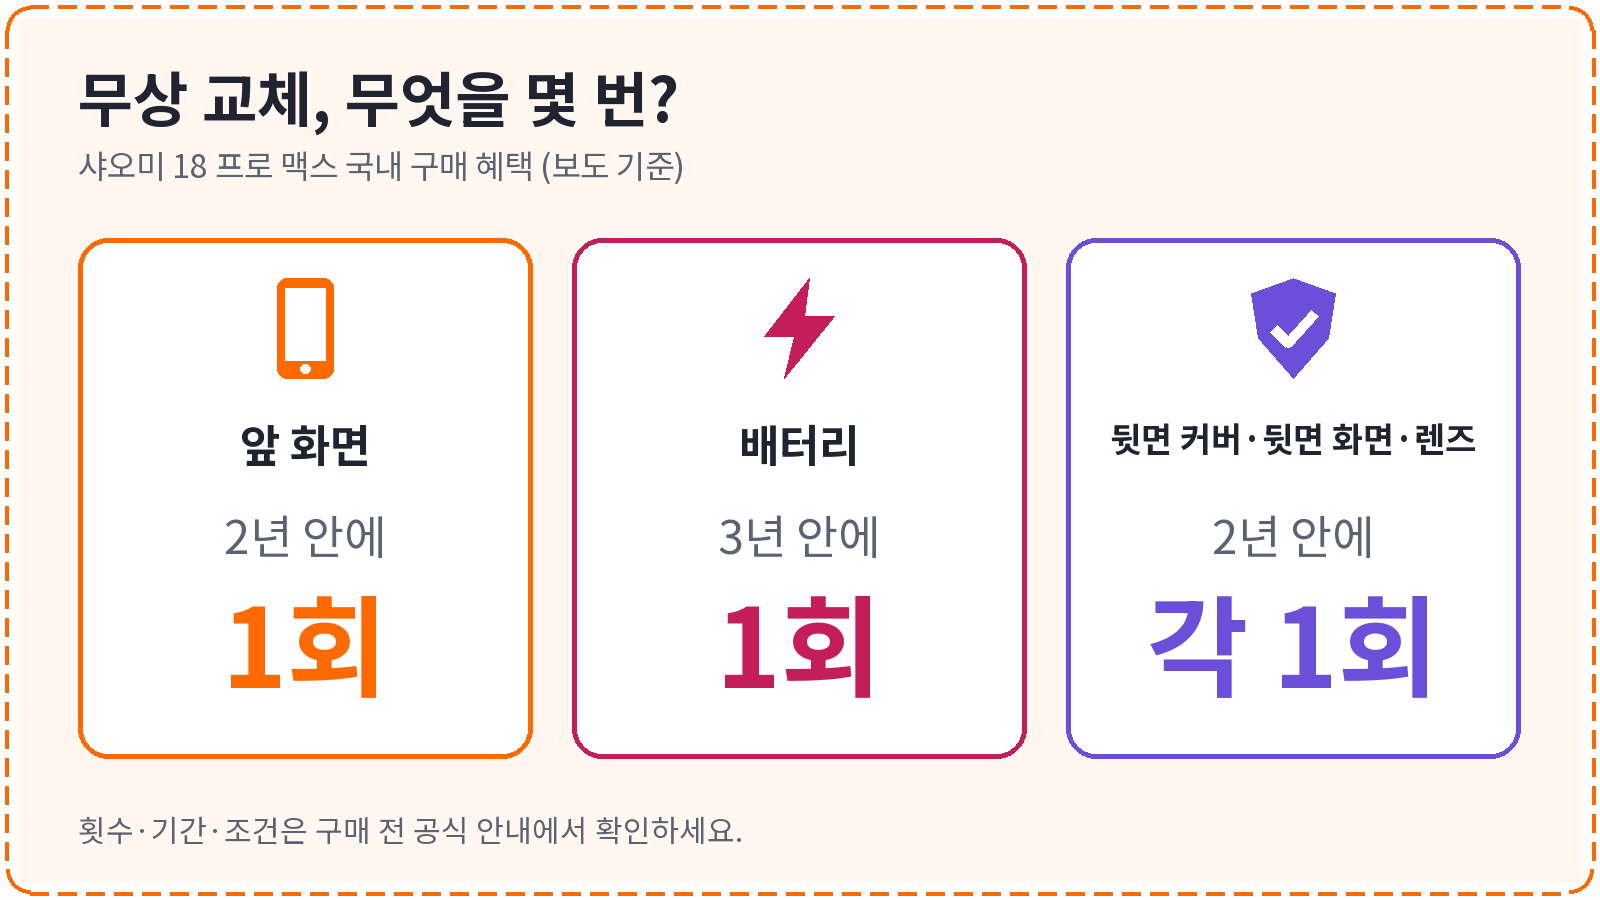 무상 교체, 무엇을 몇 번?
샤오미 18 프로 맥스 국내 구매 혜택 (보도 기준)
앞 화면
2년 안에
1회
배터리
3년 안에
1회
뒷면 커버·뒷면 화면·렌즈
2년 안에
각 1회
횟수·기간·조건은 구매 전 공식 안내에서 확인하세요.